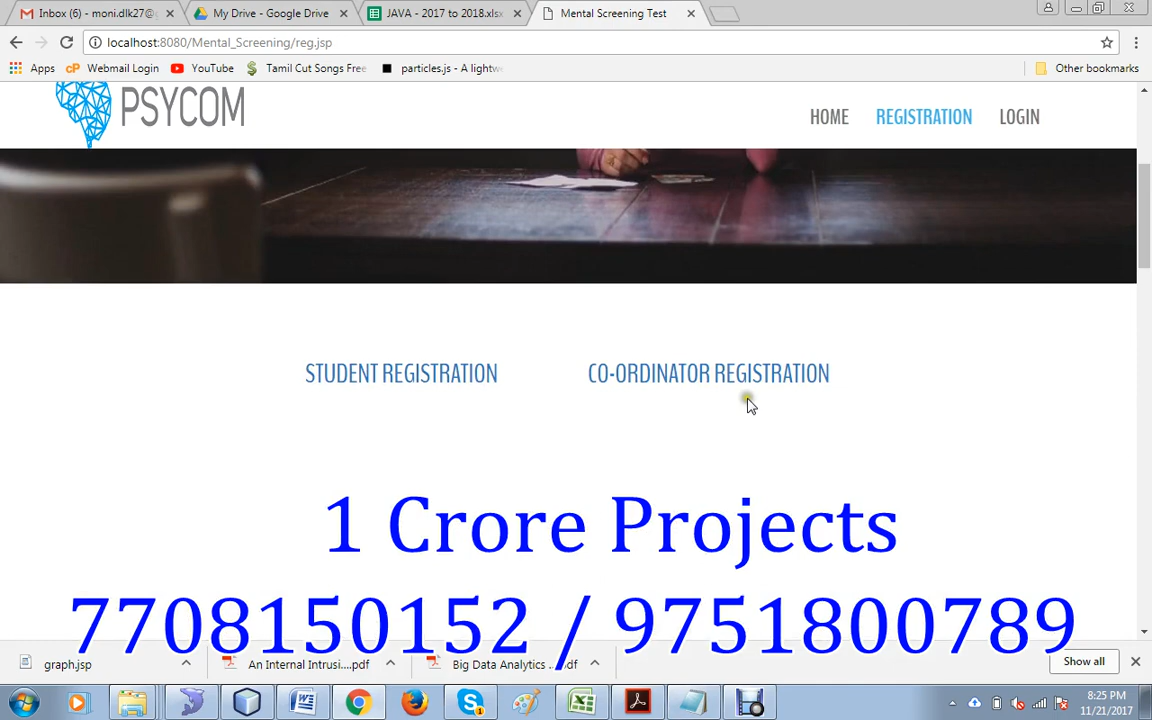 Inbox (6) - moni.dlk27@
My Drive - Google Drive
JAVA - 2017 to 2018.xlsx
Mental Screening Test
localhost:8080/Mental_Screening/reg.jsp
Apps
Webmail Login
YouTube
Tamil Cut Songs Free
particles.js - A lightw
Other bookmarks
PSYCOM
HOME
REGISTRATION
LOGIN
STUDENT REGISTRATION
CO-ORDINATOR REGISTRATION
1 Crore Projects
7708150152 / 9751800789
graph.jsp
An Internal Intrusi....pdf
Big Data Analytics ...df
Show all
8:25 PM
11/21/2017